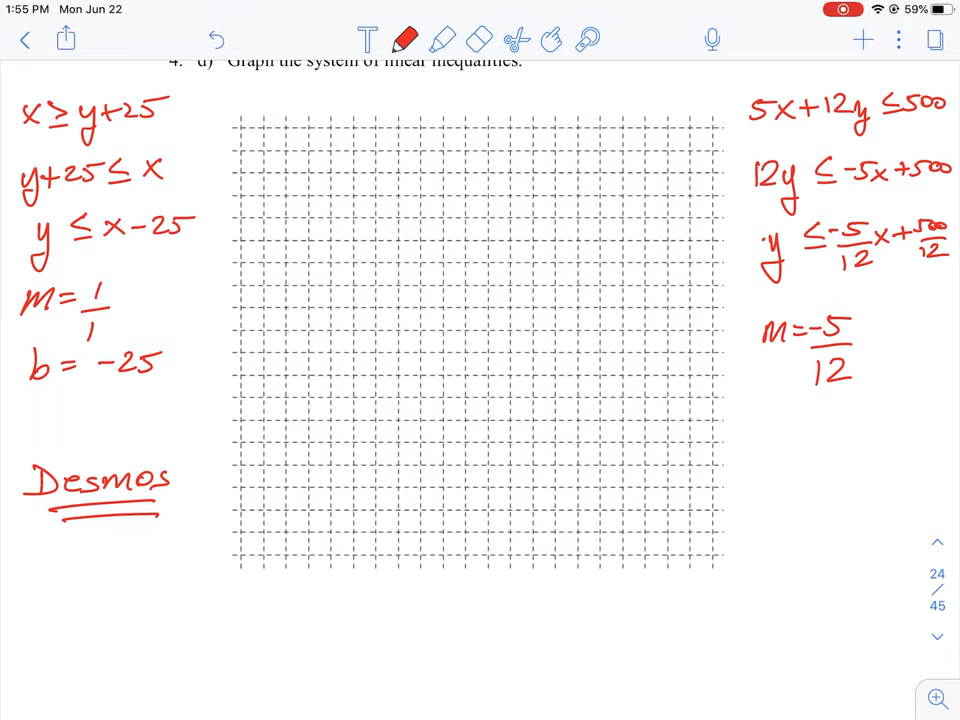 1:55 PM Mon Jun 22
59%
T
4. d) Graph the system of linear inequalities.
x ≥ y+25
y+25 ≤ x
y ≤ x-25
m = 1/1
b = -25
Desmos
5x+12y ≤500
12y ≤ -5x+500
y ≤ -5/12 x + 500/12
m = -5/12
24
/
45